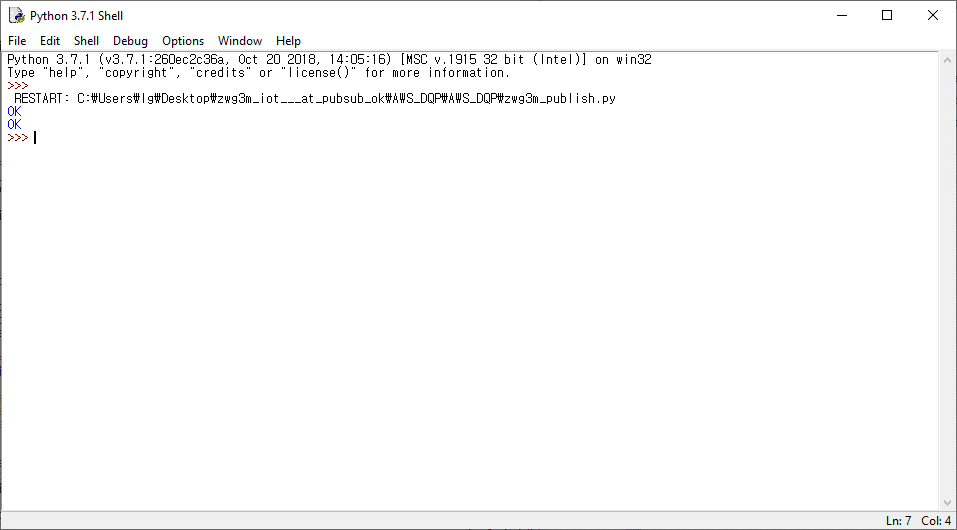 Python 3.7.1 Shell
File Edit Shell Debug Options Window Help
Python 3.7.1 (v3.7.1:260ec2c36a, Oct 20 2018, 14:05:16) [MSC v.1915 32 bit (Intel)] on win32
Type "help", "copyright", "credits" or "license()" for more information.
>>>
RESTART: C:₩Users₩lg₩Desktop₩zwg3m_iot___at_pubsub_ok₩AWS_DQP₩AWS_DQP₩zwg3m_publish.py
OK
OK
>>>
Ln: 7 Col: 4